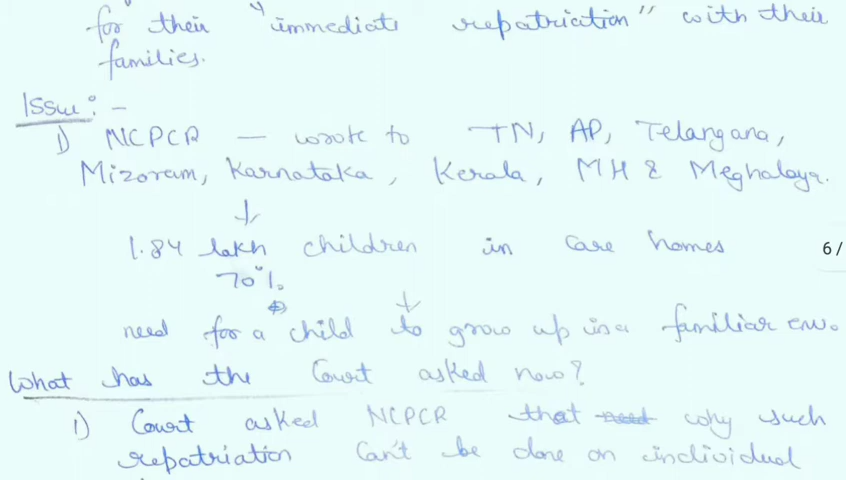 for their "immediate repatriation" with their
families.
Issue: -
1) NCPCR — wrote to TN, AP, Telangana,
Mizoram, Karnataka, Kerala, MH & Meghalaya.
↓
1.84 lakh children in care homes
6/
70%.
↓
need for a child to grow up in a familiar env.
What has the Court asked now?
1) Court asked NCPCR that why such
repatriation can't be done on individual